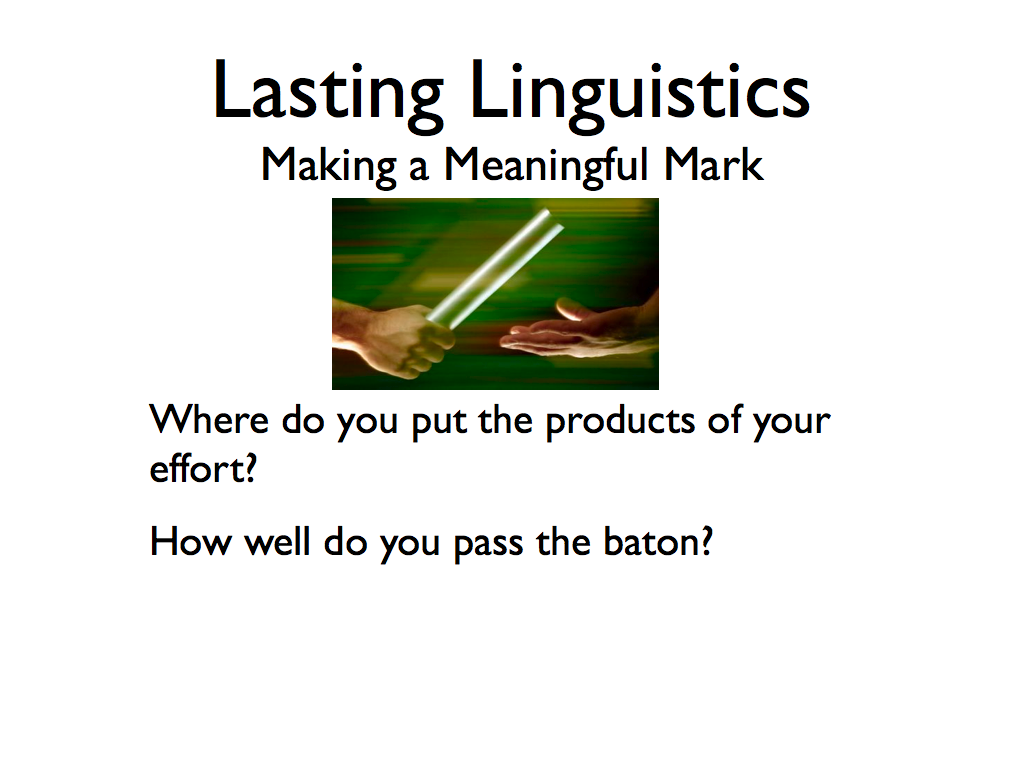 Lasting Linguistics
Making a Meaningful Mark
Where do you put the products of your
effort?
How well do you pass the baton?